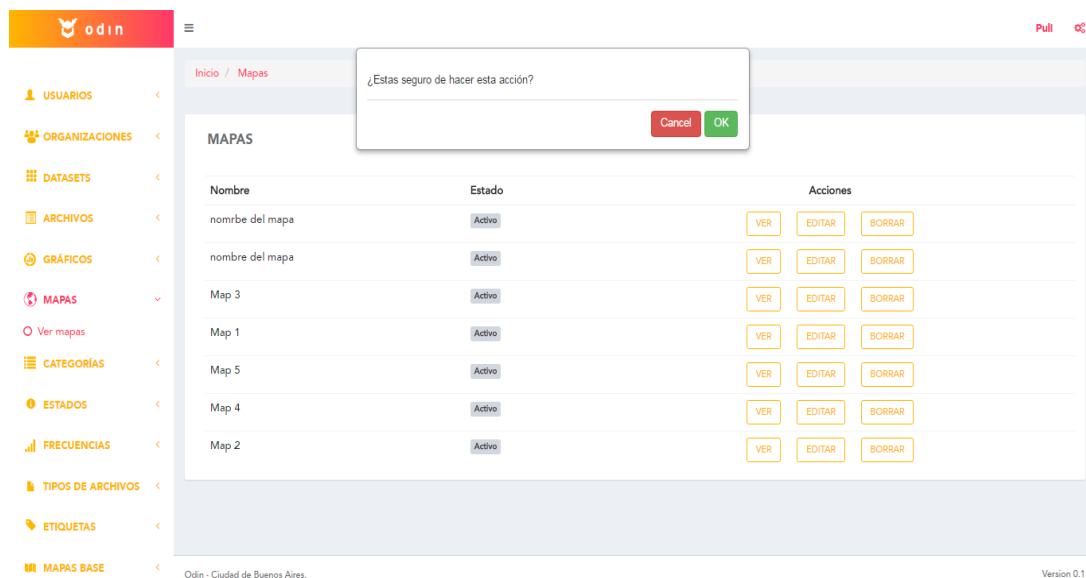 odin
Pull
Inicio / Mapas
¿Estas seguro de hacer esta acción?
Cancel OK
USUARIOS
ORGANIZACIONES
DATASETS
ARCHIVOS
GRÁFICOS
MAPAS
Ver mapas
CATEGORÍAS
ESTADOS
FRECUENCIAS
TIPOS DE ARCHIVOS
ETIQUETAS
MAPAS BASE
MAPAS
Nombre Estado Acciones
nomrbe del mapa Activo VER EDITAR BORRAR
nombre del mapa Activo VER EDITAR BORRAR
Map 3 Activo VER EDITAR BORRAR
Map 1 Activo VER EDITAR BORRAR
Map 5 Activo VER EDITAR BORRAR
Map 4 Activo VER EDITAR BORRAR
Map 2 Activo VER EDITAR BORRAR
Odin - Ciudad de Buenos Aires. Version 0.1